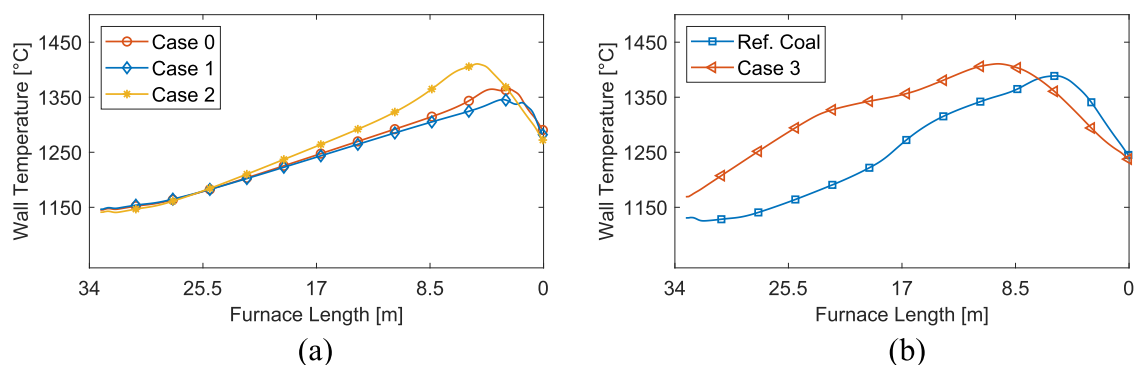 Wall Temperature [°C]
1450
1350
1250
1150
Case 0
Case 1
Case 2
34
25.5
17
8.5
0
Furnace Length [m]
(a)
Wall Temperature [°C]
1450
1350
1250
1150
Ref. Coal
Case 3
34
25.5
17
8.5
0
Furnace Length [m]
(b)